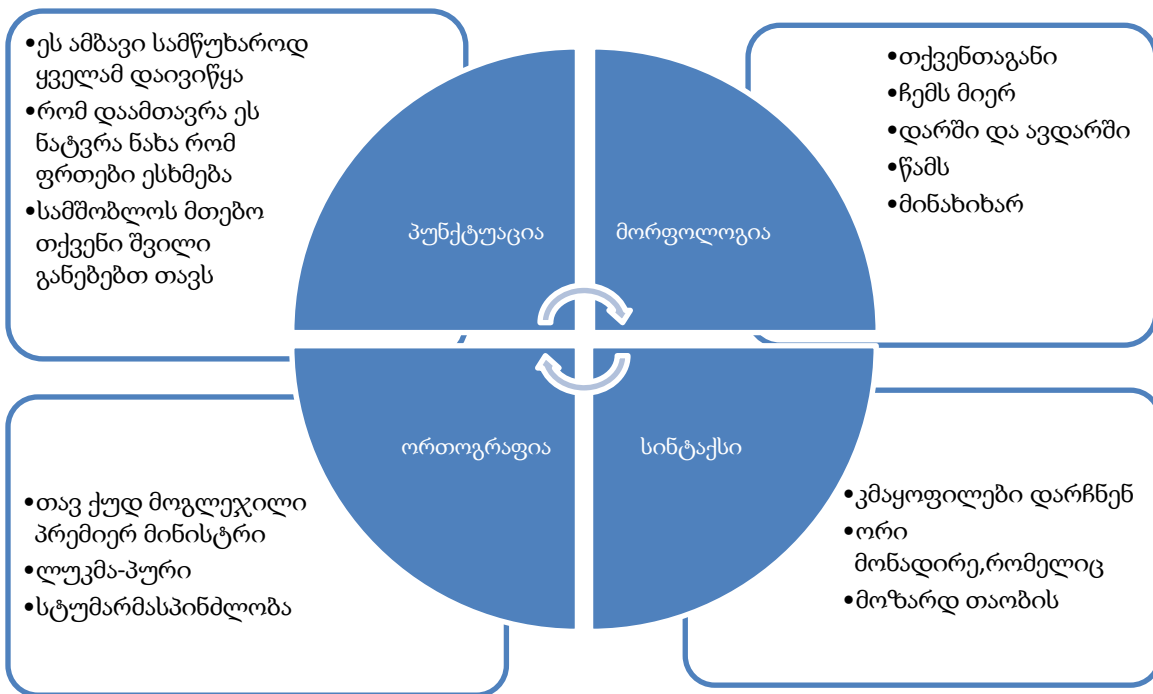 •ეს ამბავი სამწუხაროდ
ყველამ დაივიწყა
•რომ დაამთავრა ეს
ნატვრა ნახა რომ
ფრთები ესხმება
•სამშობლოს მთებო
თქვენი შვილი
განებებთ თავს
•თქვენთაგანი
•ჩემს მიერ
•დარში და ავდარში
•წამს
•მინახიხარ
პუნქტუაცია
მორფოლოგია
ორთოგრაფია
სინტაქსი
•თავ ქუდ მოგლეჯილი
პრემიერ მინისტრი
•ლუკმა-პური
•სტუმარმასპინძლობა
•კმაყოფილები დარჩნენ
•ორი
მონადირე,რომელიც
•მოზარდ თაობის